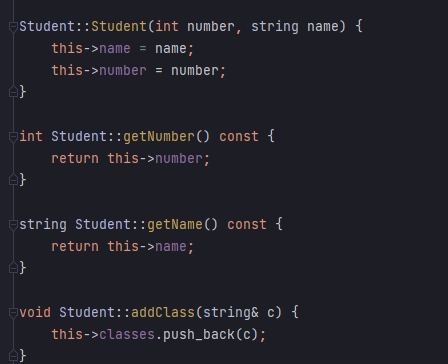 Student::Student(int number, string name) {
    this->name = name;
    this->number = number;
}
int Student::getNumber() const {
    return this->number;
}
string Student::getName() const {
    return this->name;
}
void Student::addClass(string& c) {
    this->classes.push_back(c);
}